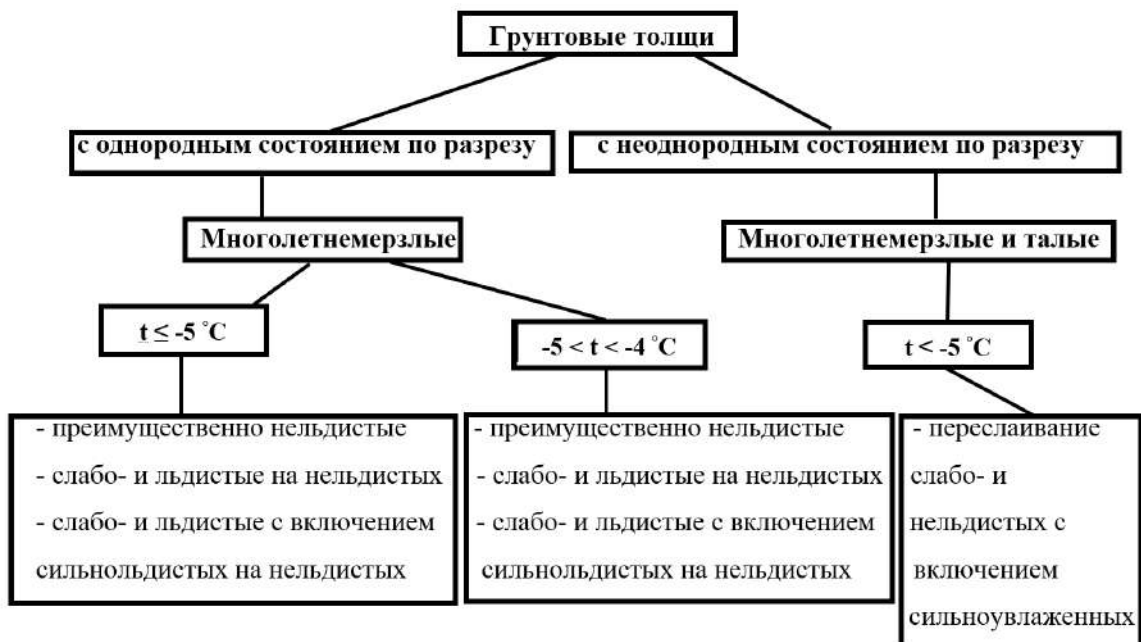 Грунтовые толщи
с однородным состоянием по разрезу
с неоднородным состоянием по разрезу
Многолетнемерзлые
Многолетнемерзлые и талые
t ≤ -5 °C
-5 < t < -4 °C
t < -5 °C
- преимущественно нельдистые
- слабо- и льдистые на нельдистых
- слабо- и льдистые с включением
сильнольдистых на нельдистых
- преимущественно нельдистые
- слабо- и льдистые на нельдистых
- слабо- и льдистые с включением
сильнольдистых на нельдистых
- переслаивание
слабо- и
нельдистых с
включением
сильноувлаженных